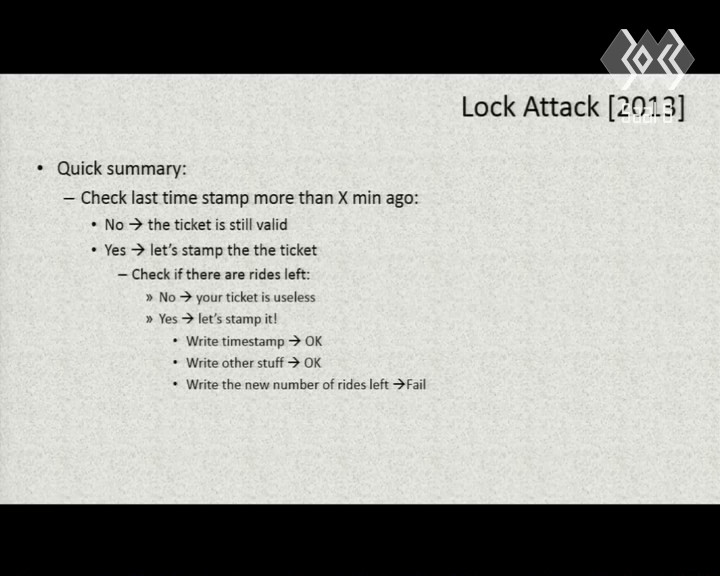 Lock Attack [2013]
• Quick summary:
– Check last time stamp more than X min ago:
• No → the ticket is still valid
• Yes → let's stamp the the ticket
– Check if there are rides left:
» No → your ticket is useless
» Yes → let's stamp it!
• Write timestamp → OK
• Write other stuff → OK
• Write the new number of rides left →Fail